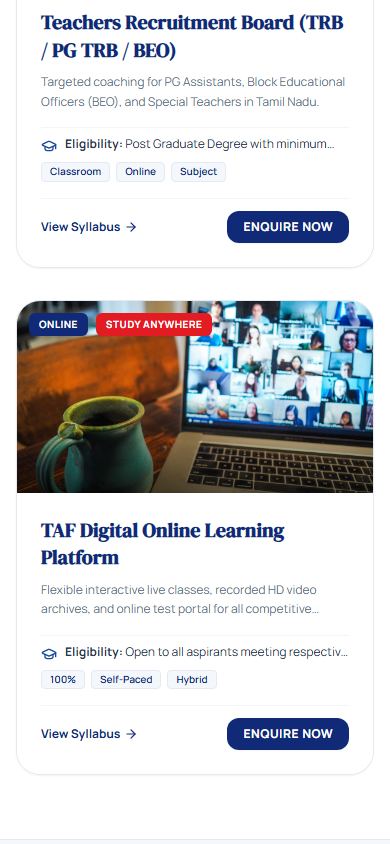 Teachers Recruitment Board (TRB
/ PG TRB / BEO)
Targeted coaching for PG Assistants, Block Educational
Officers (BEO), and Special Teachers in Tamil Nadu.
Eligibility: Post Graduate Degree with minimum...
Classroom Online Subject
View Syllabus → ENQUIRE NOW
ONLINE STUDY ANYWHERE
TAF Digital Online Learning
Platform
Flexible interactive live classes, recorded HD video
archives, and online test portal for all competitive...
Eligibility: Open to all aspirants meeting respectiv...
100% Self-Paced Hybrid
View Syllabus → ENQUIRE NOW